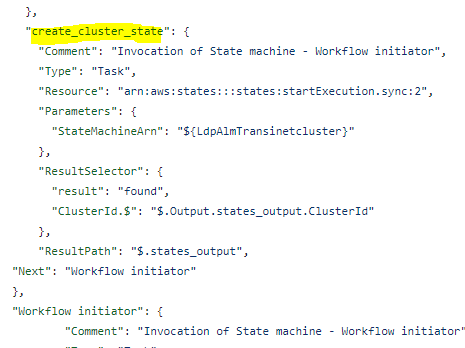 },
"create_cluster_state": {
"Comment": "Invocation of State machine - Workflow initiator",
"Type": "Task",
"Resource": "arn:aws:states:::states:startExecution.sync:2",
"Parameters": {
"StateMachineArn": "${LdpAlmTransinetcluster}"
},
"ResultSelector": {
"result": "found",
"ClusterId.$": "$.Output.states_output.ClusterId"
},
"ResultPath": "$.states_output",
"Next": "Workflow initiator"
},
"Workflow initiator": {
"Comment": "Invocation of State machine - Workflow initiator"